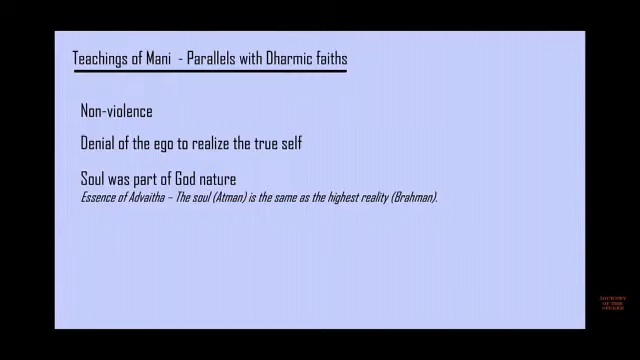 Teachings of Mani - Parallels with Dharmic faiths
Non-violence
Denial of the ego to realize the true self
Soul was part of God nature
Essence of Advaitha – The soul (Atman) is the same as the highest reality (Brahman).